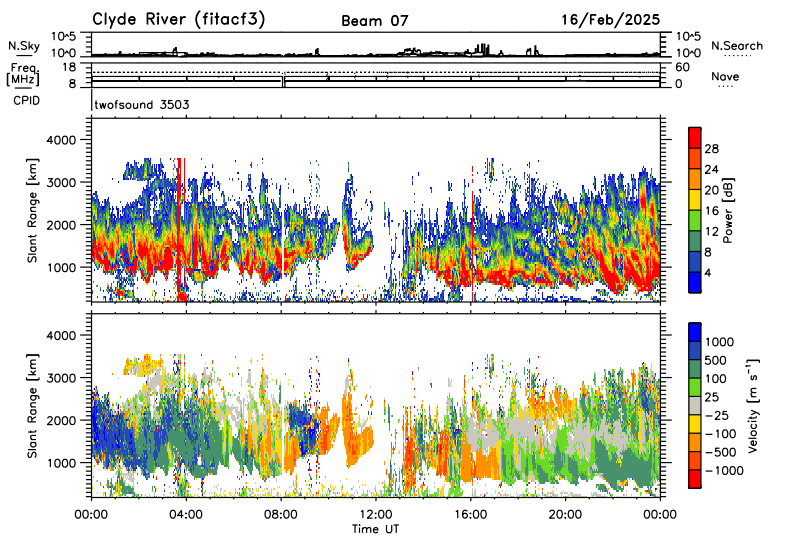 Clyde River (fitacf3) Beam 07 16/Feb/2025
N.Sky 10^5 10^5 N.Search
10^0 10^0
Freq. 18 60 Nave
[MHz] 8 0
CPID twofsound 3503
Slant Range [km]
4000
3000
2000
1000
Power [dB]
28
24
20
16
12
8
4
Slant Range [km]
4000
3000
2000
1000
Velocity [m s⁻¹]
1000
500
100
25
−25
−100
−500
−1000
00:00 04:00 08:00 12:00 16:00 20:00 00:00
Time UT